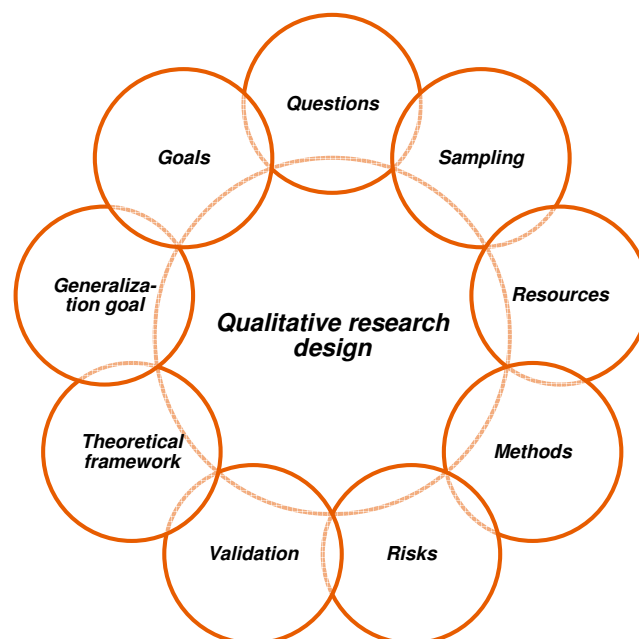 Questions
Goals
Sampling
Generaliza-
tion goal
Resources
Qualitative research
design
Theoretical
framework
Methods
Validation
Risks